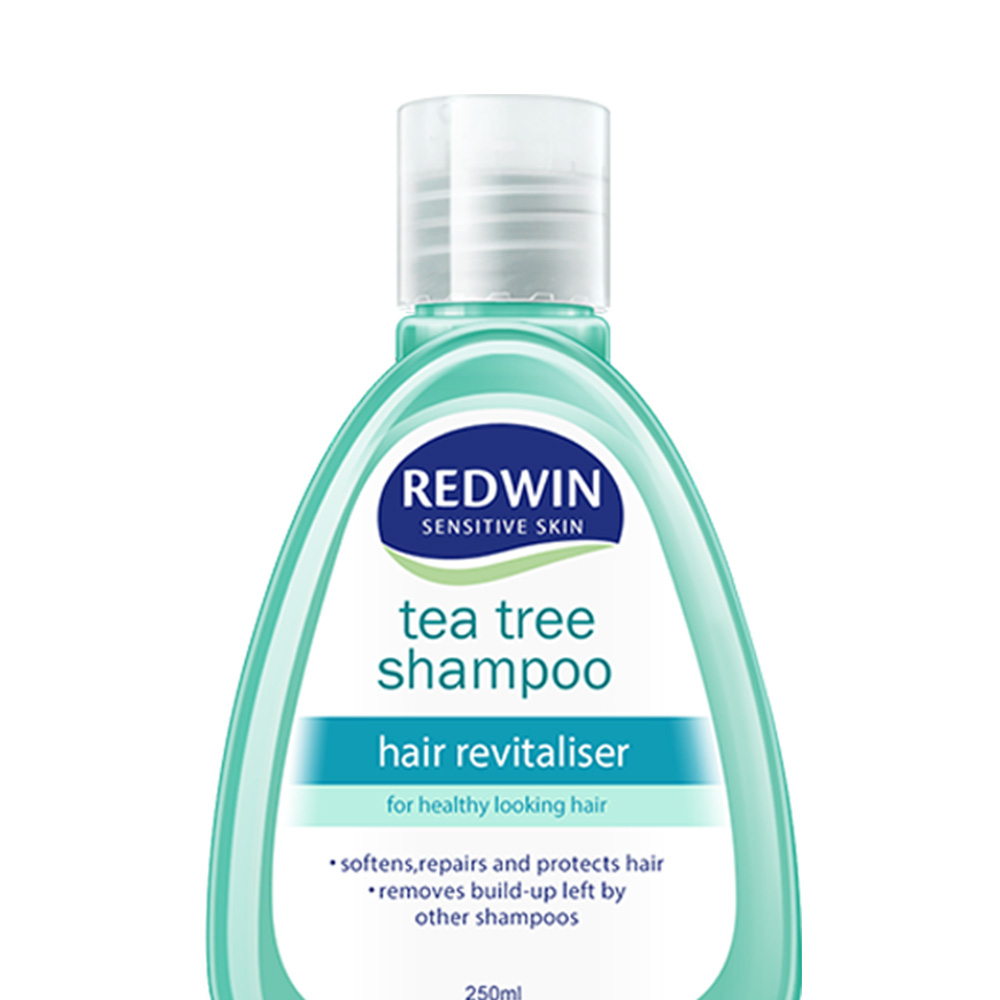 REDWIN
SENSITIVE SKIN
tea tree
shampoo
hair revitaliser
for healthy looking hair
• softens,repairs and protects hair
• removes build-up left by
other shampoos
250ml